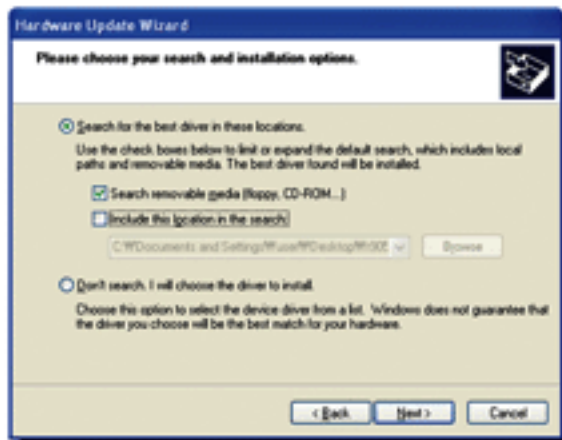 Hardware Update Wizard
Please choose your search and installation options.
Search for the best driver in these locations.
Use the check boxes below to limit or expand the default search, which includes local
paths and removable media. The best driver found will be installed.
Search removable media (floppy, CD-ROM...)
Include this location in the search:
C:₩Documents and Settings₩user₩Desktop₩
Browse
Don't search. I will choose the driver to install.
Choose this option to select the device driver from a list. Windows does not guarantee that
the driver you choose will be the best match for your hardware.
< Back
Next >
Cancel